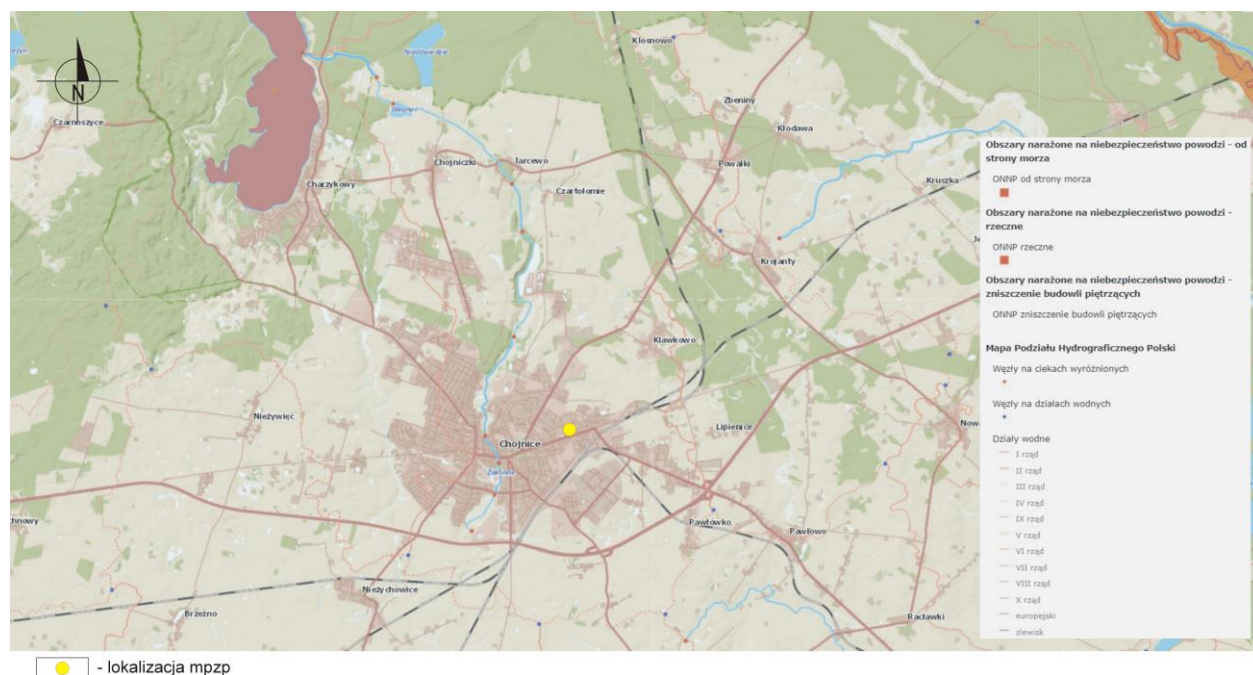 Kłosnowo
Niedźwiedzie
N
Czarnoszyce
Zbeniny
Kłodawa
Chojniczki
Jarcewo
Powałki
Charzykowy
Czartołomie
Kruszka
Krojanty
Kławkowo
Nieżywięć
Chojnice
Lipienice
Nowa
chnowy
Pawłówko
Pawłowo
Nieżychowice
Brzeźno
Racławki
Obszary narażone na niebezpieczeństwo powodzi - od
strony morza
ONNP od strony morza
Obszary narażone na niebezpieczeństwo powodzi -
rzeczne
ONNP rzeczne
Obszary narażone na niebezpieczeństwo powodzi -
zniszczenie budowli piętrzących
ONNP zniszczenie budowli piętrzących
Mapa Podziału Hydrograficznego Polski
Węzły na ciekach wyróżnionych
Węzły na działach wodnych
Działy wodne
I rząd
II rząd
III rząd
IV rząd
IX rząd
V rząd
VI rząd
VII rząd
VIII rząd
X rząd
europejski
zlewisk
- lokalizacja mpzp